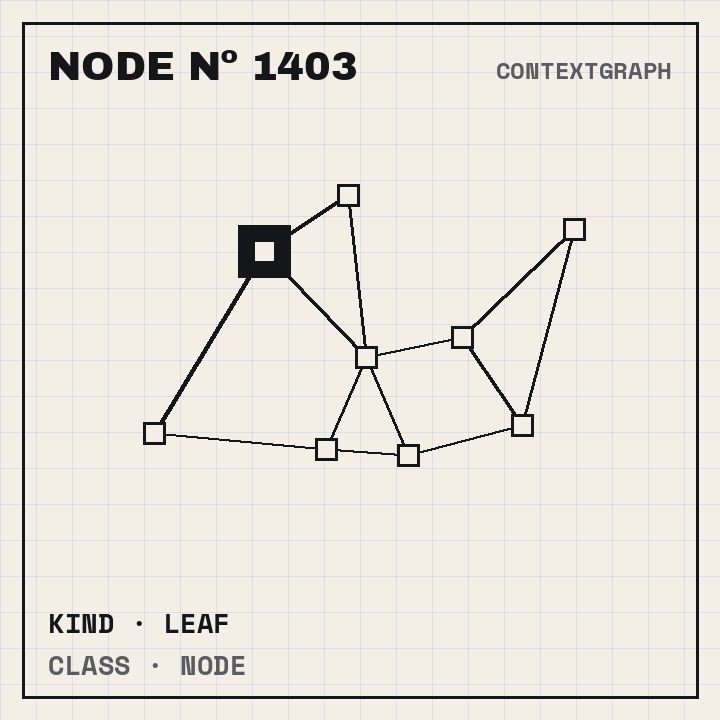 NODE Nº 1403
CONTEXTGRAPH
KIND · LEAF
CLASS · NODE